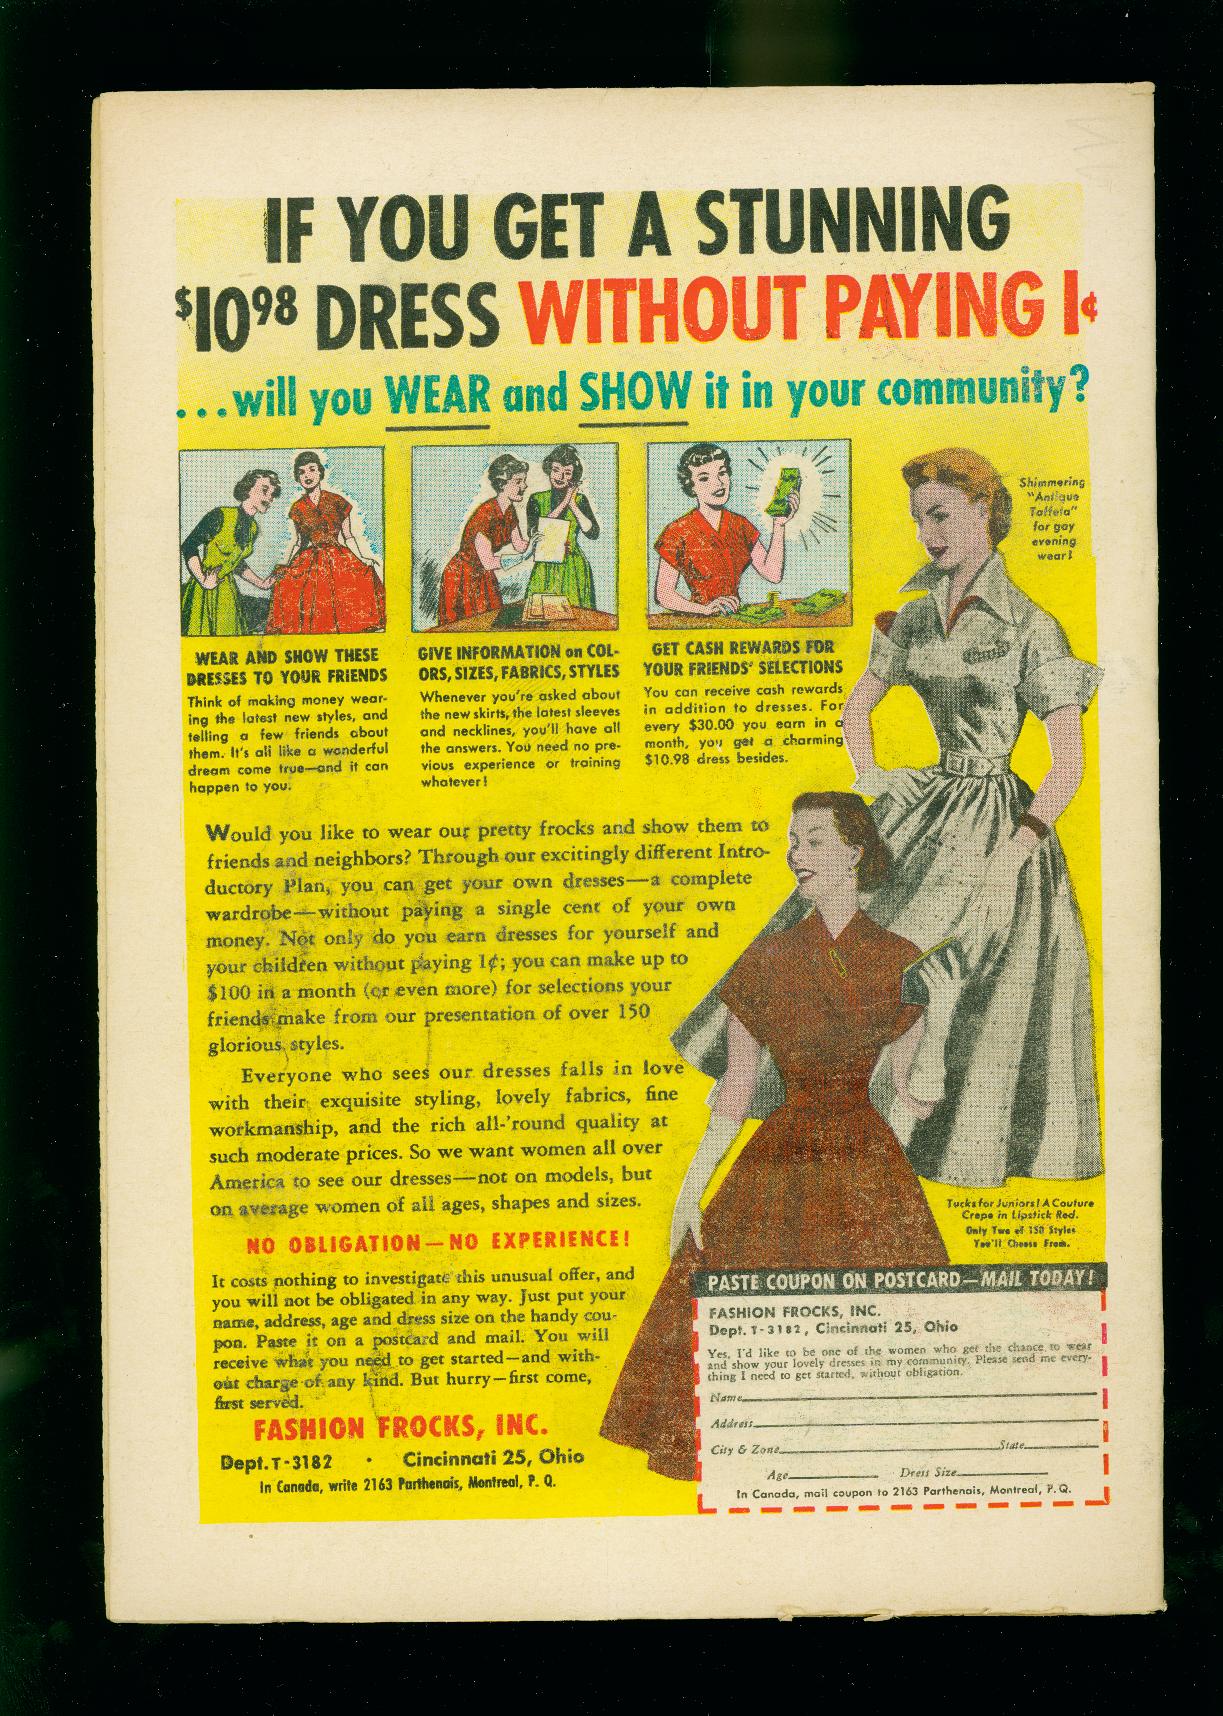 IF YOU GET A STUNNING
$10 98 DRESS WITHOUT PAYING 1¢
...will you WEAR and SHOW it in your community?
Shimmering
"Antique
Taffeta"
for gay
evening
wear!
WEAR AND SHOW THESE
DRESSES TO YOUR FRIENDS
Think of making money wear-
ing the latest new styles, and
telling a few friends about
them. It's all like a wonderful
dream come true—and it can
happen to you.
GIVE INFORMATION on COL-
ORS, SIZES, FABRICS, STYLES
Whenever you're asked about
the new skirts, the latest sleeves
and necklines, you'll have all
the answers. You need no pre-
vious experience or training
whatever!
GET CASH REWARDS FOR
YOUR FRIENDS' SELECTIONS
You can receive cash rewards
in addition to dresses. For
every $30.00 you earn in a
month, you get a charming
$10.98 dress besides.
Would you like to wear our pretty frocks and show them to
friends and neighbors? Through our excitingly different Intro-
ductory Plan, you can get your own dresses—a complete
wardrobe—without paying a single cent of your own
money. Not only do you earn dresses for yourself and
your children without paying 1¢; you can make up to
$100 in a month (or even more) for selections your
friends make from our presentation of over 150
glorious styles.
Everyone who sees our dresses falls in love
with their exquisite styling, lovely fabrics, fine
workmanship, and the rich all-'round quality at
such moderate prices. So we want women all over
America to see our dresses—not on models, but
on average women of all ages, shapes and sizes.
NO OBLIGATION—NO EXPERIENCE!
It costs nothing to investigate this unusual offer, and
you will not be obligated in any way. Just put your
name, address, age and dress size on the handy cou-
pon. Paste it on a postcard and mail. You will
receive what you need to get started—and with-
out charge of any kind. But hurry—first come,
first served.
FASHION FROCKS, INC.
Dept. T-3182 • Cincinnati 25, Ohio
In Canada, write 2163 Parthenais, Montreal, P. Q.
Tucks for Juniors! A Couture
Crepe in Lipstick Red.
Only Two of 150 Styles
You'll Choose From.
PASTE COUPON ON POSTCARD—MAIL TODAY!
FASHION FROCKS, INC.
Dept. T-3182, Cincinnati 25, Ohio
Yes, I'd like to be one of the women who get the chance to wear
and show your lovely dresses in my community. Please send me every-
thing I need to get started, without obligation.
Name
Address
City & Zone State
Age Dress Size
In Canada, mail coupon to 2163 Parthenais, Montreal, P. Q.